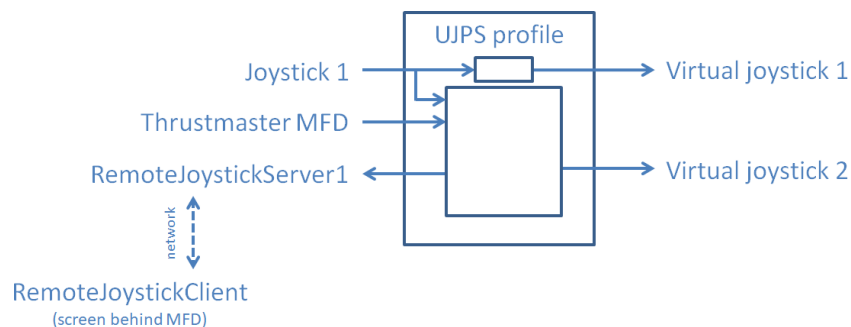 UJPS profile
Joystick 1
Virtual joystick 1
Thrustmaster MFD
RemoteJoystickServer1
Virtual joystick 2
network
RemoteJoystickClient
(screen behind MFD)